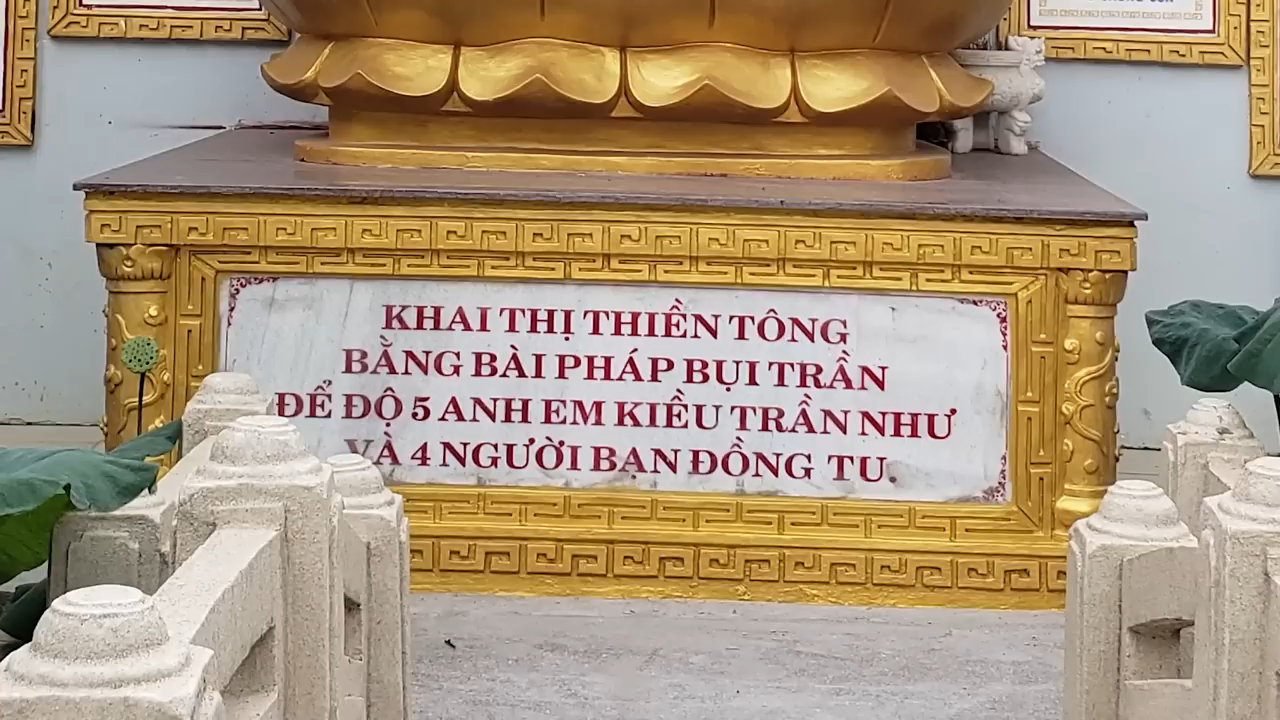 KHAI THỊ THIỀN TÔNG
BẰNG BÀI PHÁP BỤI TRẦN
ĐỂ ĐỘ 5 ANH EM KIỀU TRẦN NHƯ
VÀ 4 NGƯỜI BẠN ĐỒNG TU.